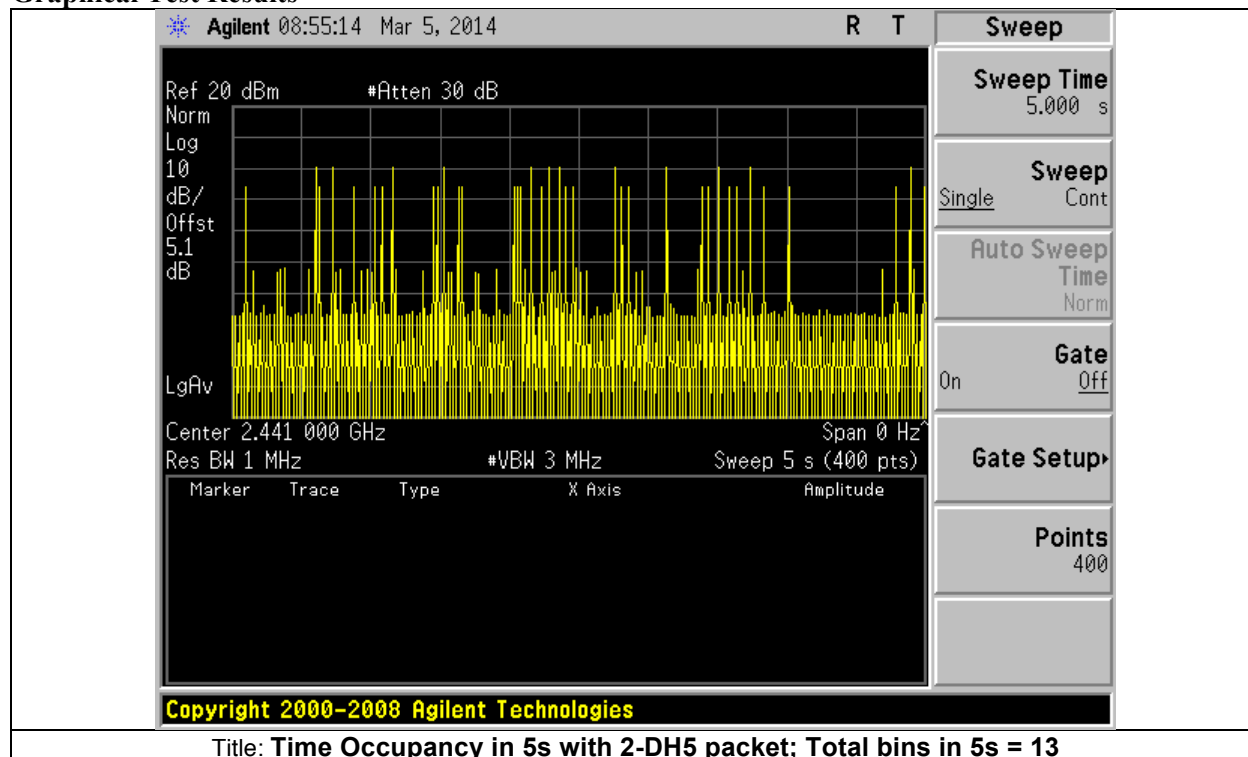 Graphical Test Results
Agilent 08:55:14 Mar 5, 2014 R T
Ref 20 dBm #Atten 30 dB
Norm
Log
10
dB/
Offst
5.1
dB
LgAv
Center 2.441 000 GHz Span 0 Hz^
Res BW 1 MHz #VBW 3 MHz Sweep 5 s (400 pts)
Marker Trace Type X Axis Amplitude
Sweep
Sweep Time
5.000 s
Sweep
Single Cont
Auto Sweep
Time
Norm
Gate
On Off
Gate Setup▸
Points
400
Copyright 2000-2008 Agilent Technologies
Title: Time Occupancy in 5s with 2-DH5 packet; Total bins in 5s = 13